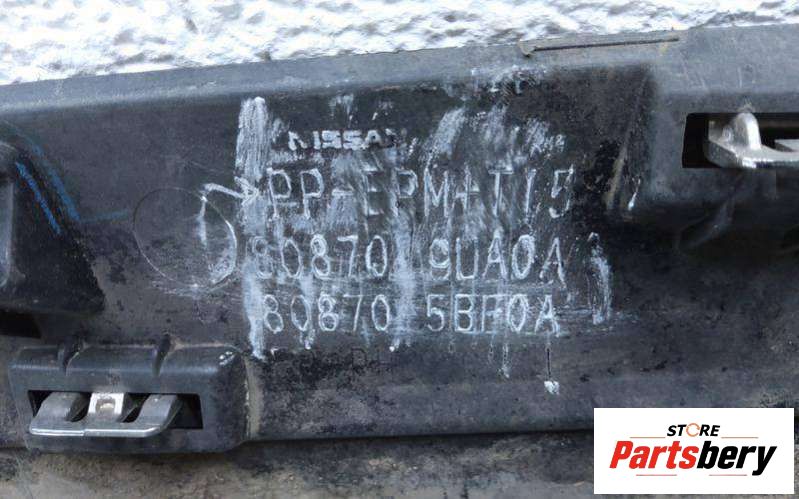 NISSAN
>PP-EPM+T15
80870 9UA0A
80870 5BF0A
STORE
Partsbery